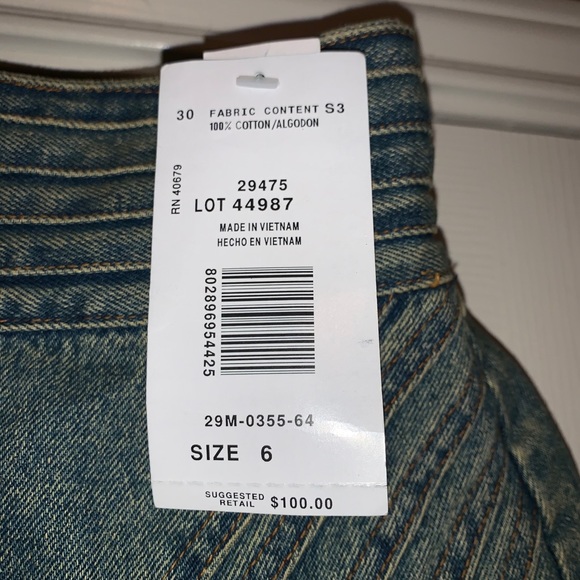 30 FABRIC CONTENT S3
100% COTTON/ALGODON
RN 40679
29475
LOT 44987
MADE IN VIETNAM
HECHO EN VIETNAM
802896954425
29M-0355-64
SIZE 6
SUGGESTED
RETAIL $100.00